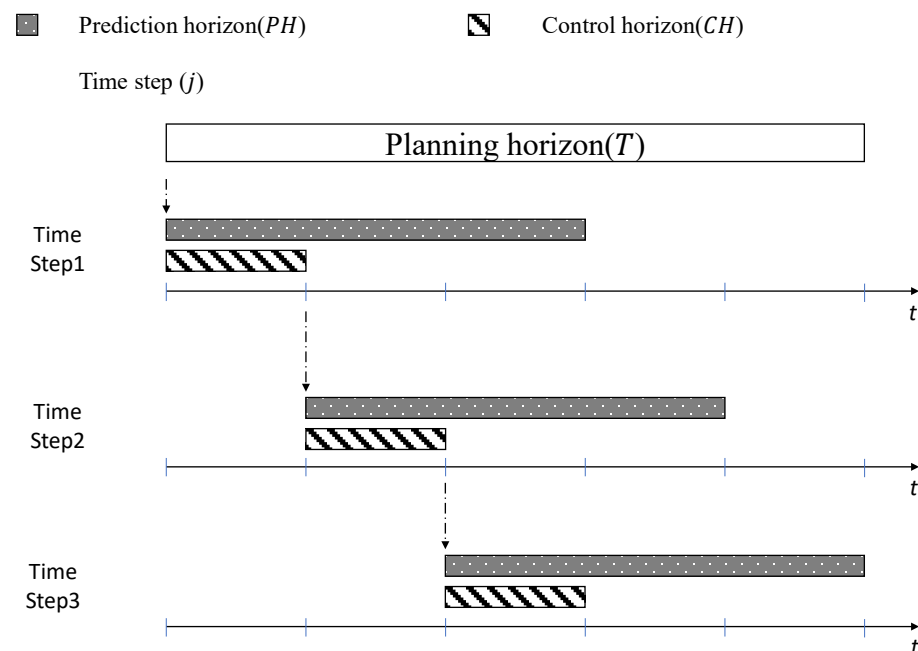 Prediction horizon(PH)
Control horizon(CH)
Time step (j)
Planning horizon(T)
Time
Step1
t
Time
Step2
t
Time
Step3
t